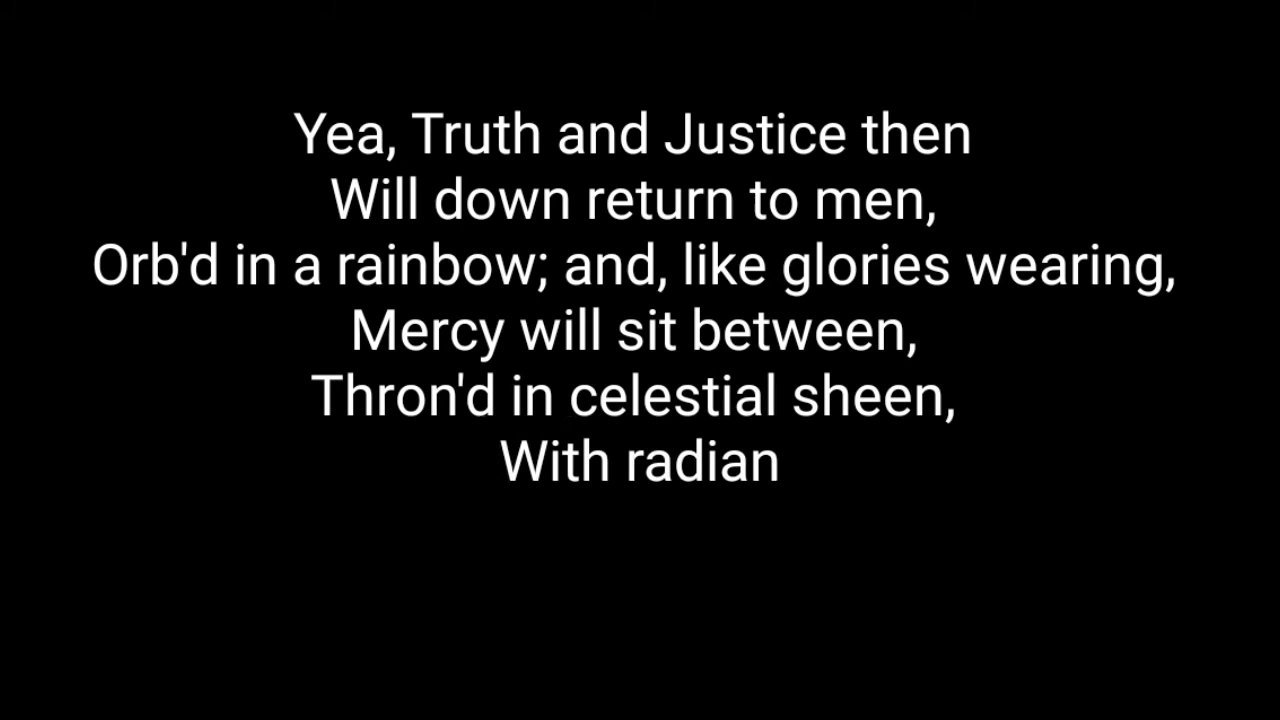 Yea, Truth and Justice then
Will down return to men,
Orb'd in a rainbow; and, like glories wearing,
Mercy will sit between,
Thron'd in celestial sheen,
With radian